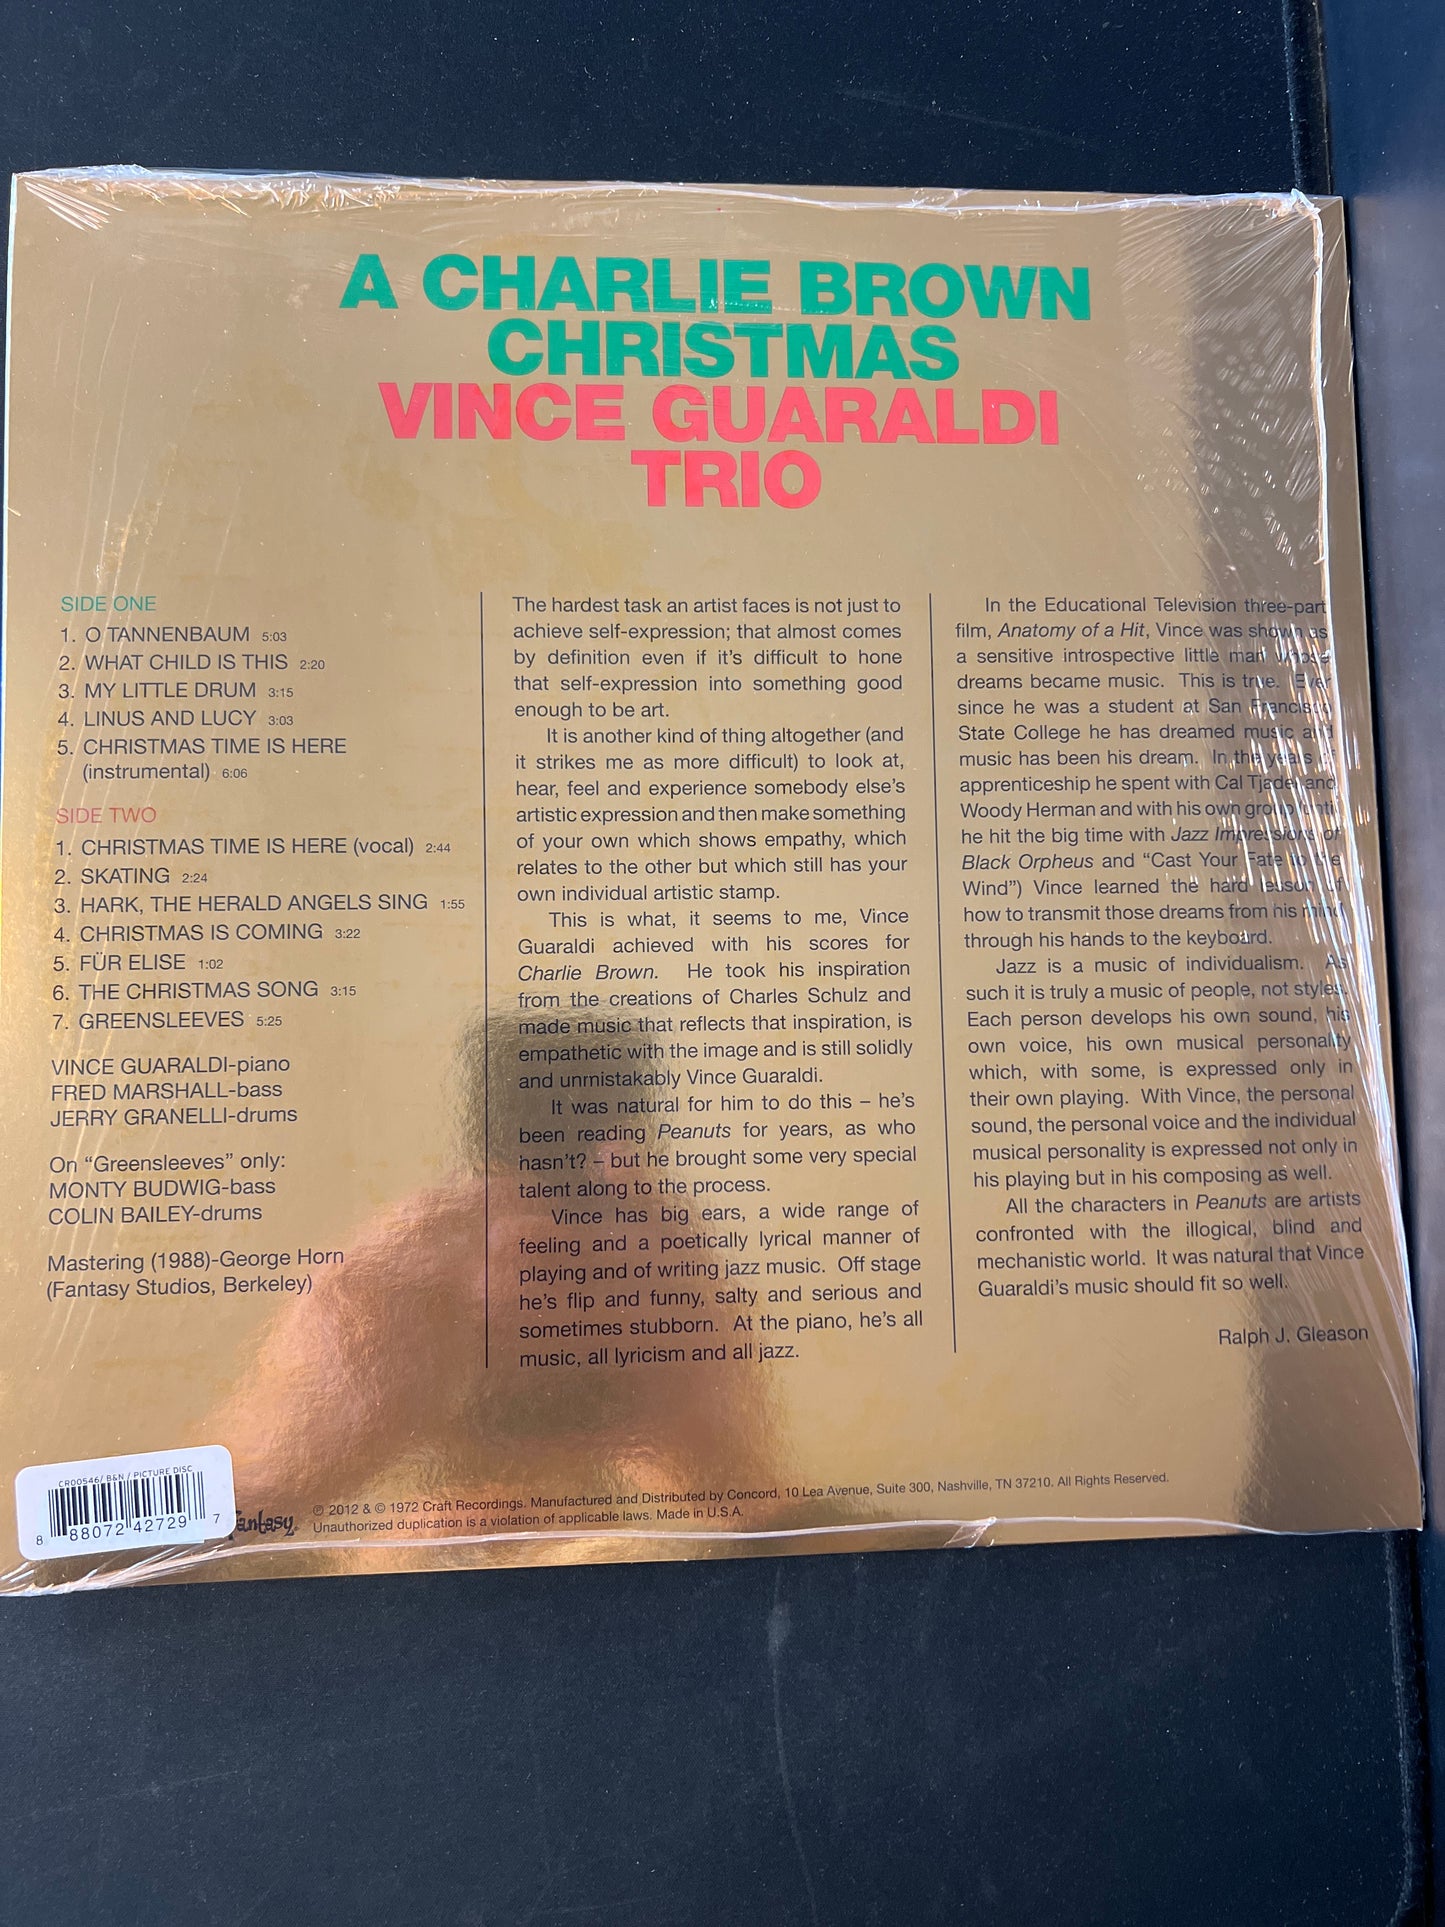 A CHARLIE BROWN
CHRISTMAS
VINCE GUARALDI
TRIO
SIDE ONE
1. O TANNENBAUM 5:03
2. WHAT CHILD IS THIS 2:20
3. MY LITTLE DRUM 3:15
4. LINUS AND LUCY 3:03
5. CHRISTMAS TIME IS HERE
(instrumental) 6:06
SIDE TWO
1. CHRISTMAS TIME IS HERE (vocal) 2:44
2. SKATING 2:24
3. HARK, THE HERALD ANGELS SING 1:55
4. CHRISTMAS IS COMING 3:22
5. FÜR ELISE 1:02
6. THE CHRISTMAS SONG 3:15
7. GREENSLEEVES 5:25
VINCE GUARALDI-piano
FRED MARSHALL-bass
JERRY GRANELLI-drums
On “Greensleeves” only:
MONTY BUDWIG-bass
COLIN BAILEY-drums
Mastering (1988)-George Horn
(Fantasy Studios, Berkeley)
The hardest task an artist faces is not just to
achieve self-expression; that almost comes
by definition even if it’s difficult to hone
that self-expression into something good
enough to be art.
It is another kind of thing altogether (and
it strikes me as more difficult) to look at,
hear, feel and experience somebody else’s
artistic expression and then make something
of your own which shows empathy, which
relates to the other but which still has your
own individual artistic stamp.
This is what, it seems to me, Vince
Guaraldi achieved with his scores for
Charlie Brown. He took his inspiration
from the creations of Charles Schulz and
made music that reflects that inspiration, is
empathetic with the image and is still solidly
and unmistakably Vince Guaraldi.
It was natural for him to do this – he’s
been reading Peanuts for years, as who
hasn’t? – but he brought some very special
talent along to the process.
Vince has big ears, a wide range of
feeling and a poetically lyrical manner of
playing and of writing jazz music. Off stage
he’s flip and funny, salty and serious and
sometimes stubborn. At the piano, he’s all
music, all lyricism and all jazz.
In the Educational Television three-part
film, Anatomy of a Hit, Vince was shown as
a sensitive introspective little man whose
dreams became music. This is true. Ever
since he was a student at San Francisco
State College he has dreamed music and
music has been his dream. In the years of
apprenticeship he spent with Cal Tjader and
Woody Herman and with his own group (until
he hit the big time with Jazz Impressions of
Black Orpheus and “Cast Your Fate to the
Wind”) Vince learned the hard lesson of
how to transmit those dreams from his mind
through his hands to the keyboard.
Jazz is a music of individualism. As
such it is truly a music of people, not styles.
Each person develops his own sound, his
own voice, his own musical personality
which, with some, is expressed only in
their own playing. With Vince, the personal
sound, the personal voice and the individual
musical personality is expressed not only in
his playing but in his composing as well.
All the characters in Peanuts are artists
confronted with the illogical, blind and
mechanistic world. It was natural that Vince
Guaraldi’s music should fit so well.
Ralph J. Gleason
CR00546/ B&N / PICTURE DISC
8 88072 42729 7
Fantasy
℗ 2012 & © 1972 Craft Recordings. Manufactured and Distributed by Concord, 10 Lea Avenue, Suite 300, Nashville, TN 37210. All Rights Reserved.
Unauthorized duplication is a violation of applicable laws. Made in U.S.A.